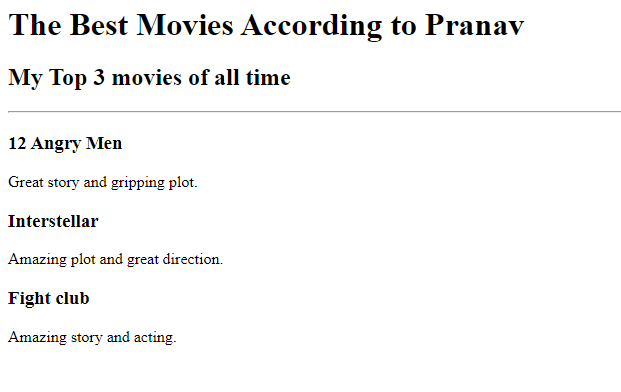 The Best Movies According to Pranav
My Top 3 movies of all time
12 Angry Men
Great story and gripping plot.
Interstellar
Amazing plot and great direction.
Fight club
Amazing story and acting.